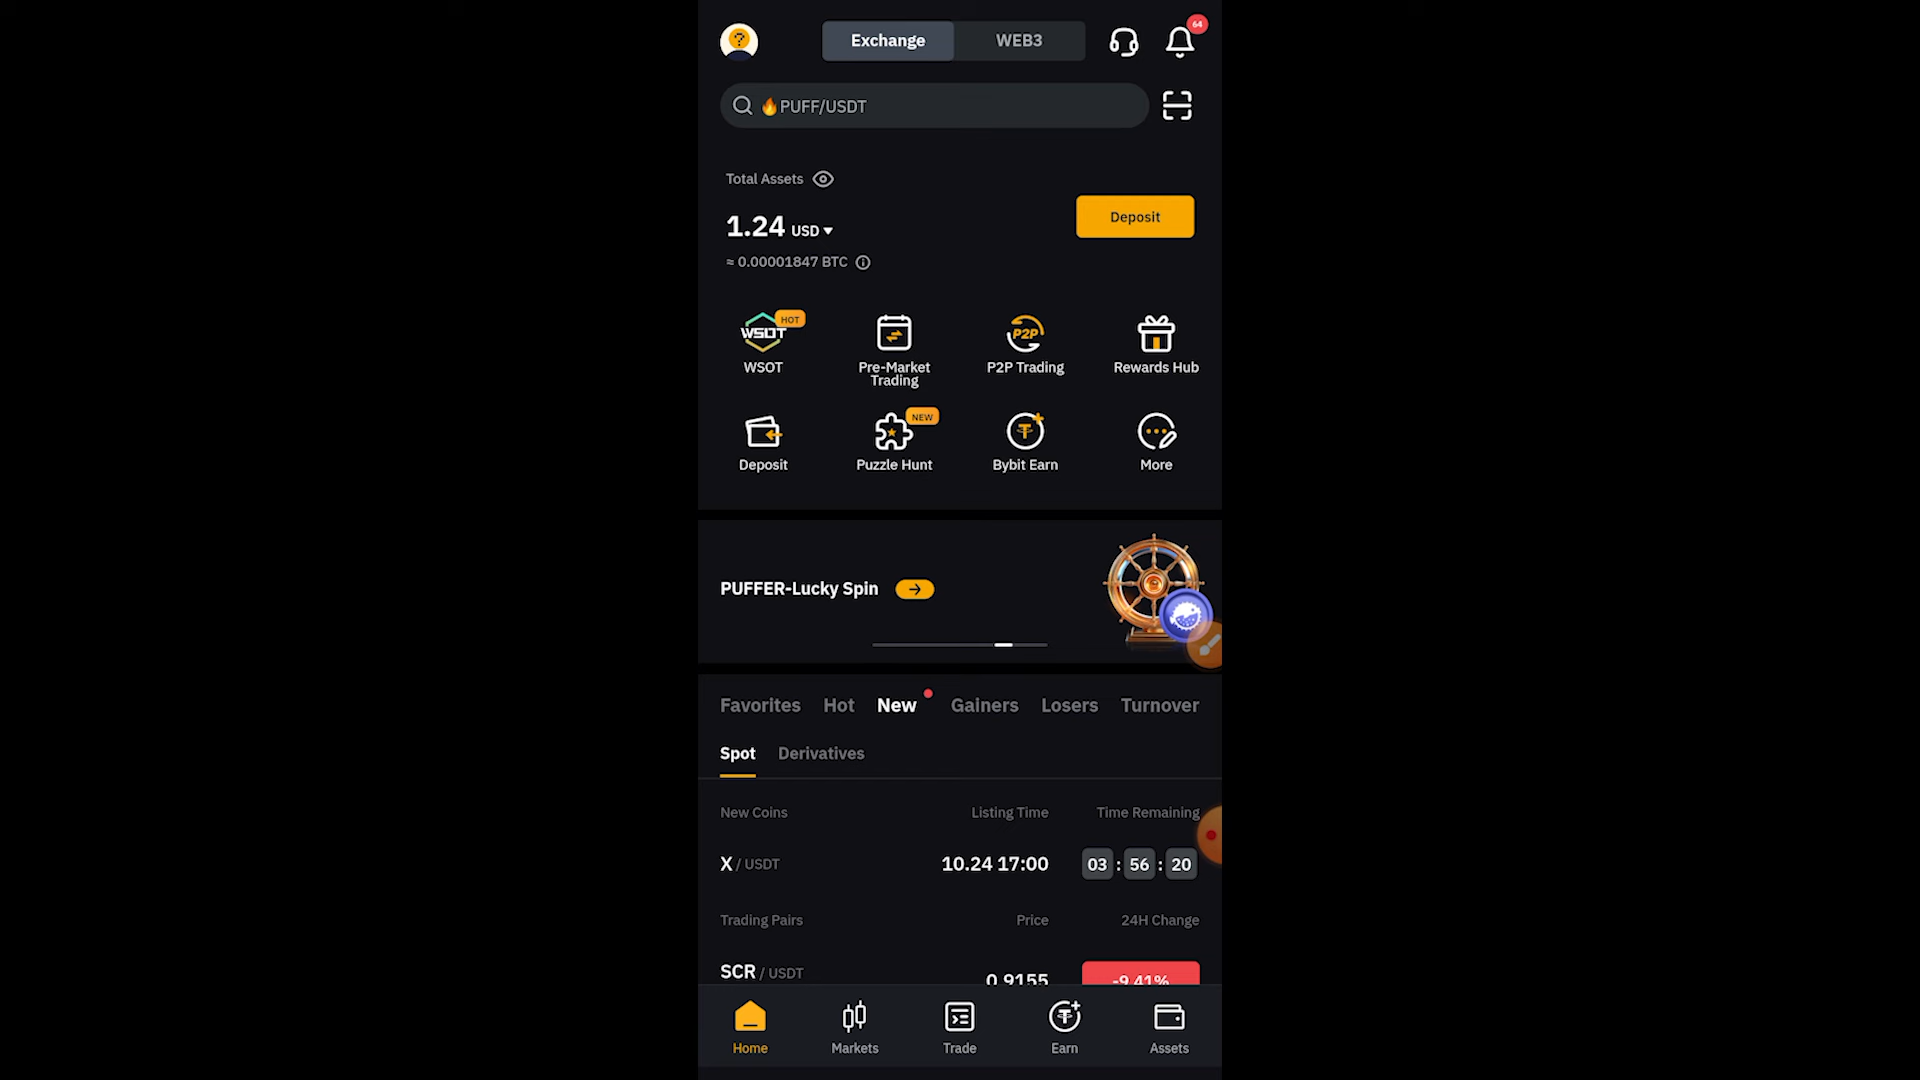 Exchange WEB3 64
🔥PUFF/USDT
Total Assets
1.24 USD
Deposit
≈ 0.00001847 BTC
WSOT HOT
WSOT
Pre-Market
Trading
P2P
P2P Trading
Rewards Hub
Deposit
NEW
Puzzle Hunt
Bybit Earn
More
PUFFER-Lucky Spin
Favorites Hot New Gainers Losers Turnover
Spot Derivatives
New Coins Listing Time Time Remaining
X / USDT 10.24 17:00 03 : 56 : 20
Trading Pairs Price 24H Change
SCR / USDT 0.9155 -9.41%
Home Markets Trade Earn Assets